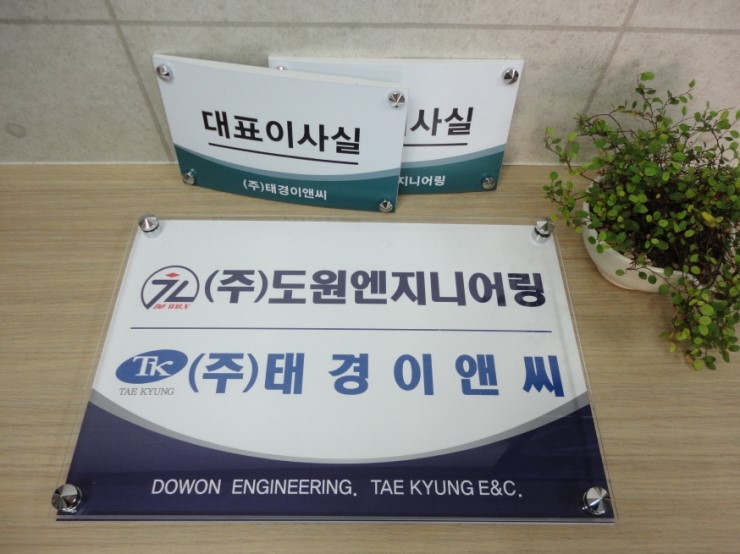 대표이사실
(주)태경이앤씨
사실
지니어링
(주)도원엔지니어링
TK
TAE KYUNG
(주)태경이앤씨
DOWON ENGINEERING. TAE KYUNG E&C.